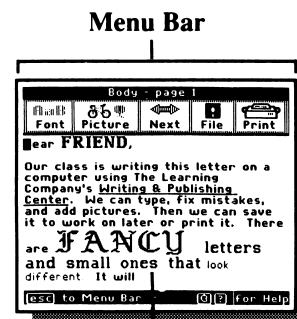 Menu Bar
Body - page 1
AaB
Font Picture Next File Print
Dear FRIEND,
Our class is writing this letter on a
computer using The Learning
Company's Writing & Publishing
Center. We can type, fix mistakes,
and add pictures. Then we can save
it to work on later or print it. There
are FANCY letters
and small ones that look
different It will
esc to Menu Bar ? for Help